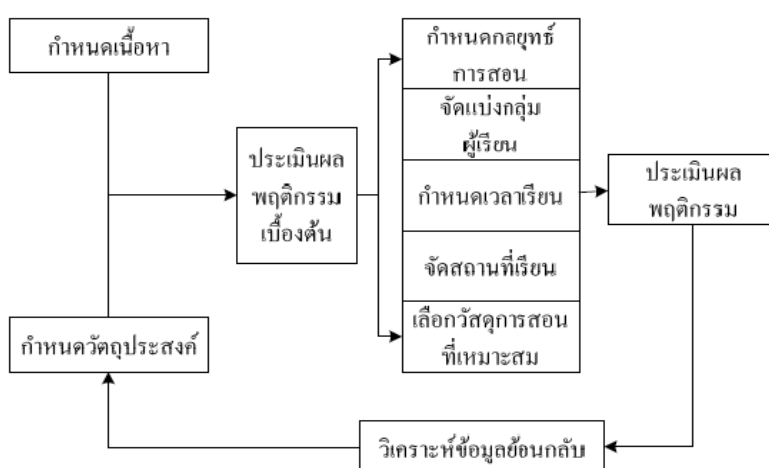 กำหนดเนื้อหา
กำหนดกลยุทธ์
การสอน
จัดแบ่งกลุ่ม
ผู้เรียน
ประเมินผล
พฤติกรรม
เบื้องต้น
กำหนดเวลาเรียน
ประเมินผล
พฤติกรรม
จัดสถานที่เรียน
กำหนดวัตถุประสงค์
เลือกวัสดุการสอน
ที่เหมาะสม
วิเคราะห์ข้อมูลย้อนกลับ